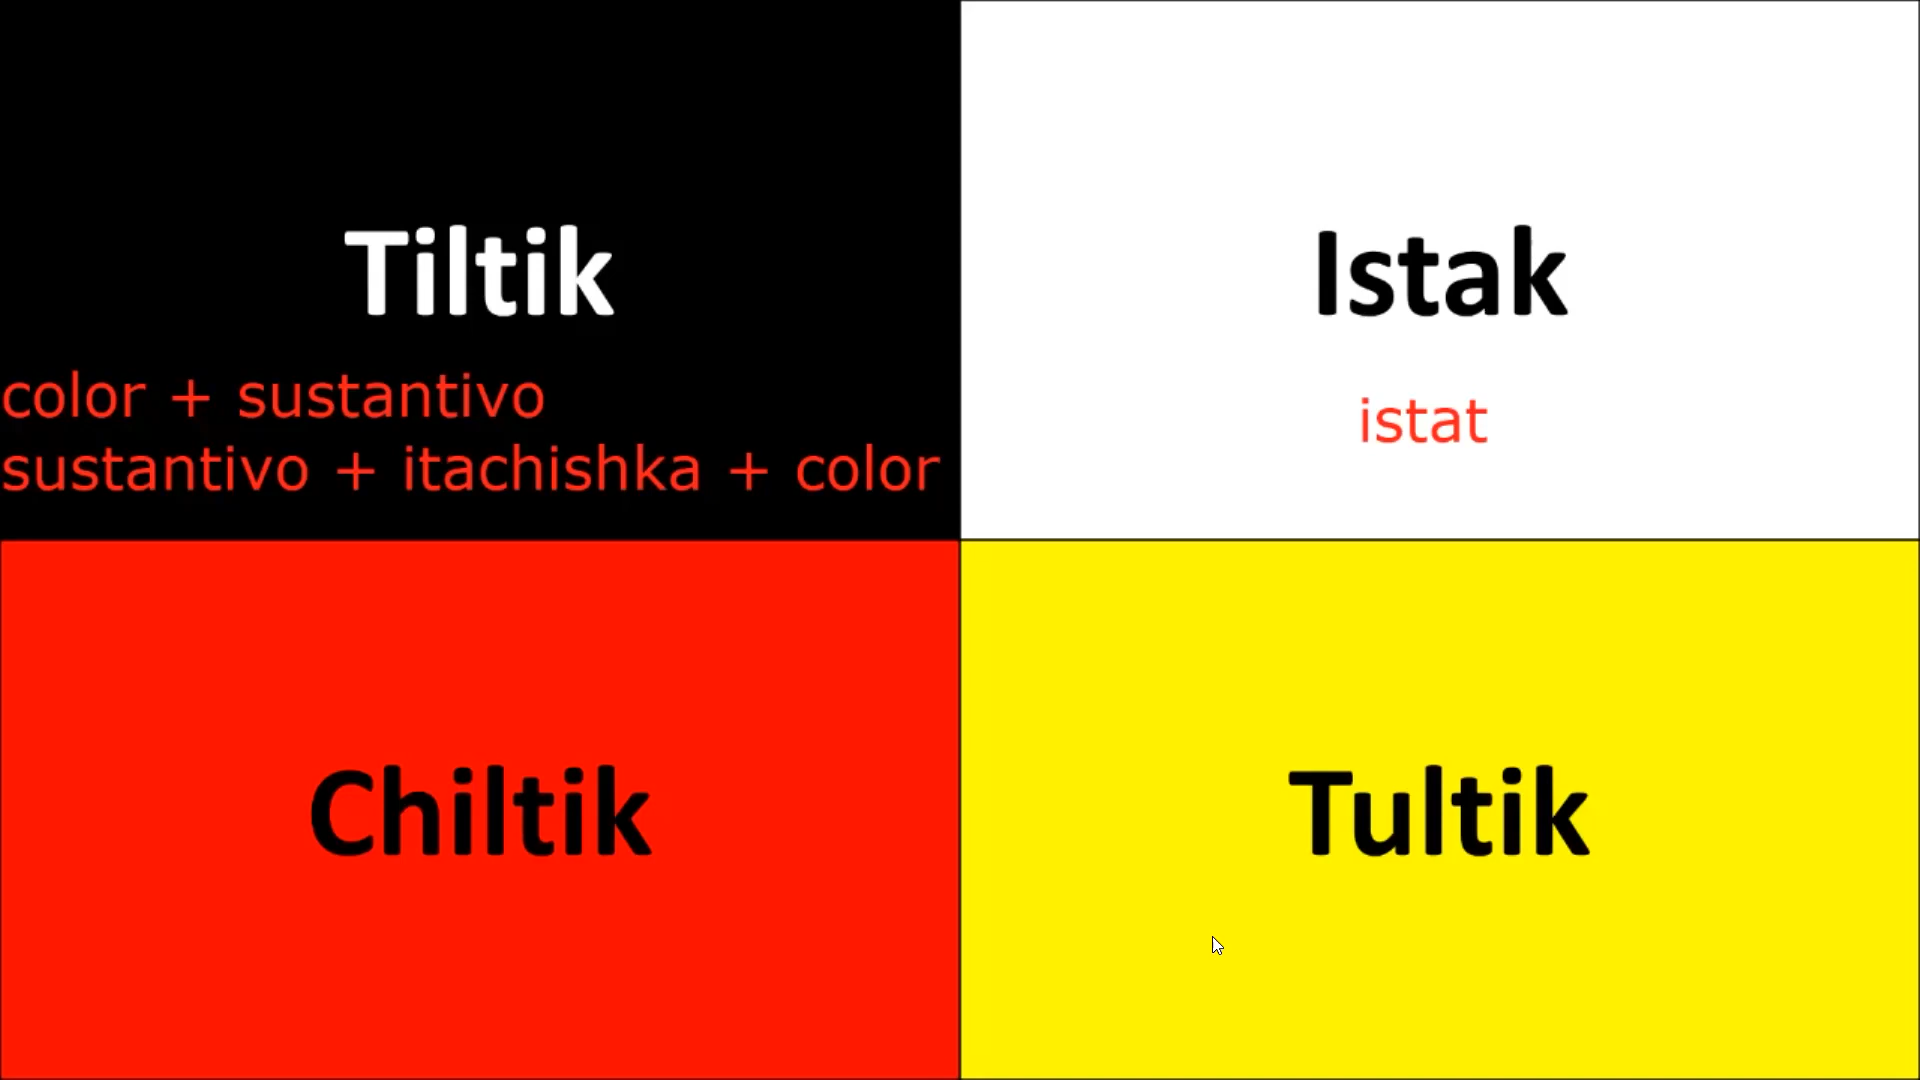 Tiltik
color + sustantivo
sustantivo + itachishka + color
Istak
istat
Chiltik
Tultik